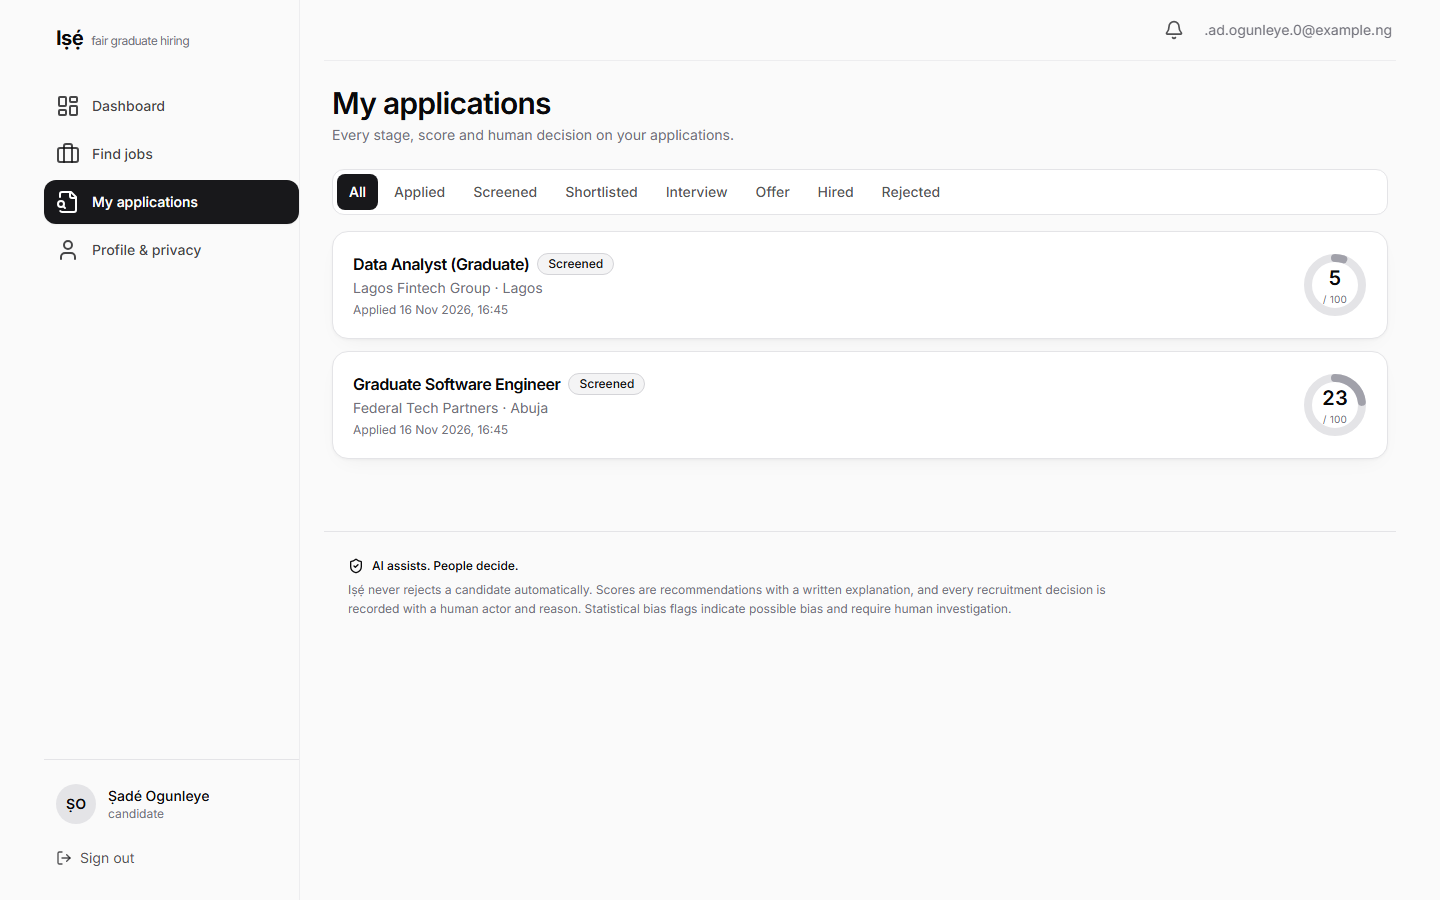 Iṣẹ́ fair graduate hiring
.ad.ogunleye.0@example.ng
Dashboard
Find jobs
My applications
Profile & privacy
My applications
Every stage, score and human decision on your applications.
All Applied Screened Shortlisted Interview Offer Hired Rejected
Data Analyst (Graduate) Screened
Lagos Fintech Group · Lagos
Applied 16 Nov 2026, 16:45
5
/ 100
Graduate Software Engineer Screened
Federal Tech Partners · Abuja
Applied 16 Nov 2026, 16:45
23
/ 100
AI assists. People decide.
Iṣẹ́ never rejects a candidate automatically. Scores are recommendations with a written explanation, and every recruitment decision is
recorded with a human actor and reason. Statistical bias flags indicate possible bias and require human investigation.
ṢO
Ṣadé Ogunleye
candidate
Sign out